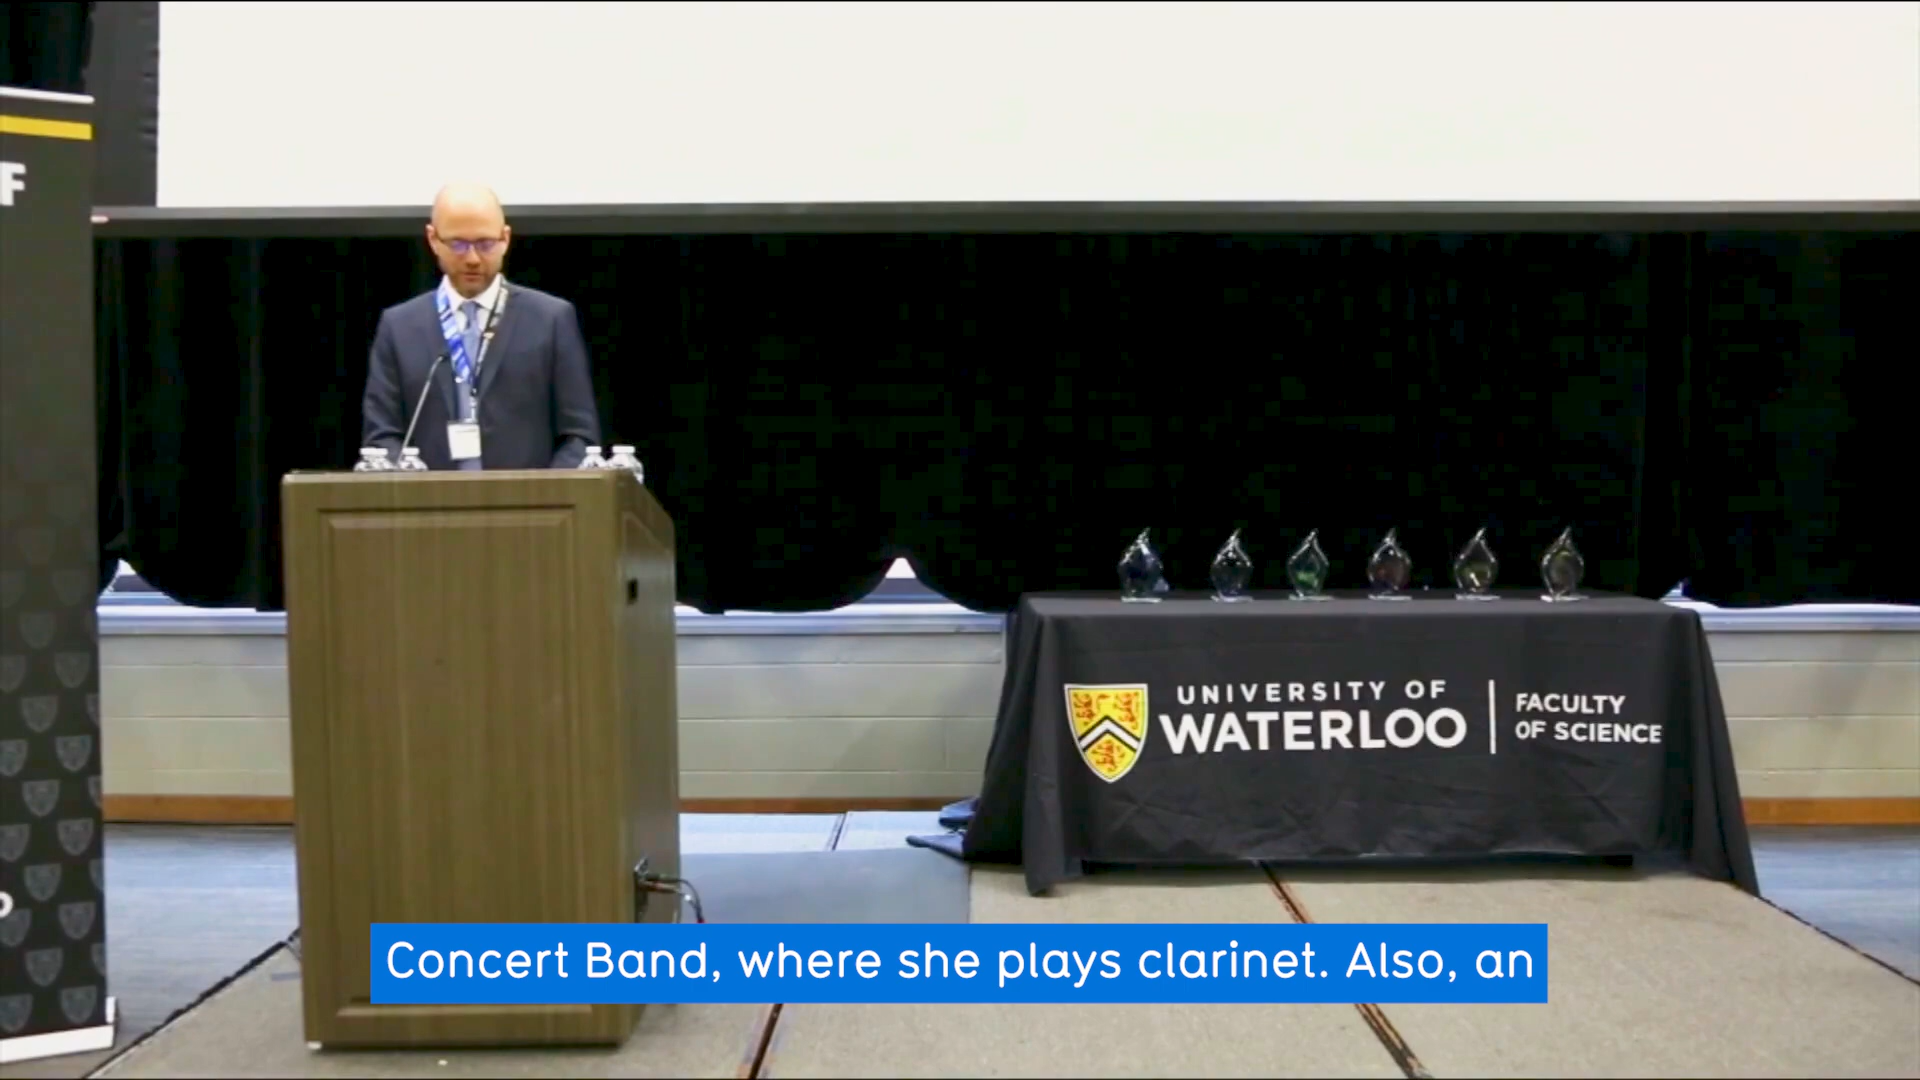 F
UNIVERSITY OF
WATERLOO
FACULTY
OF SCIENCE
Concert Band, where she plays clarinet. Also, an